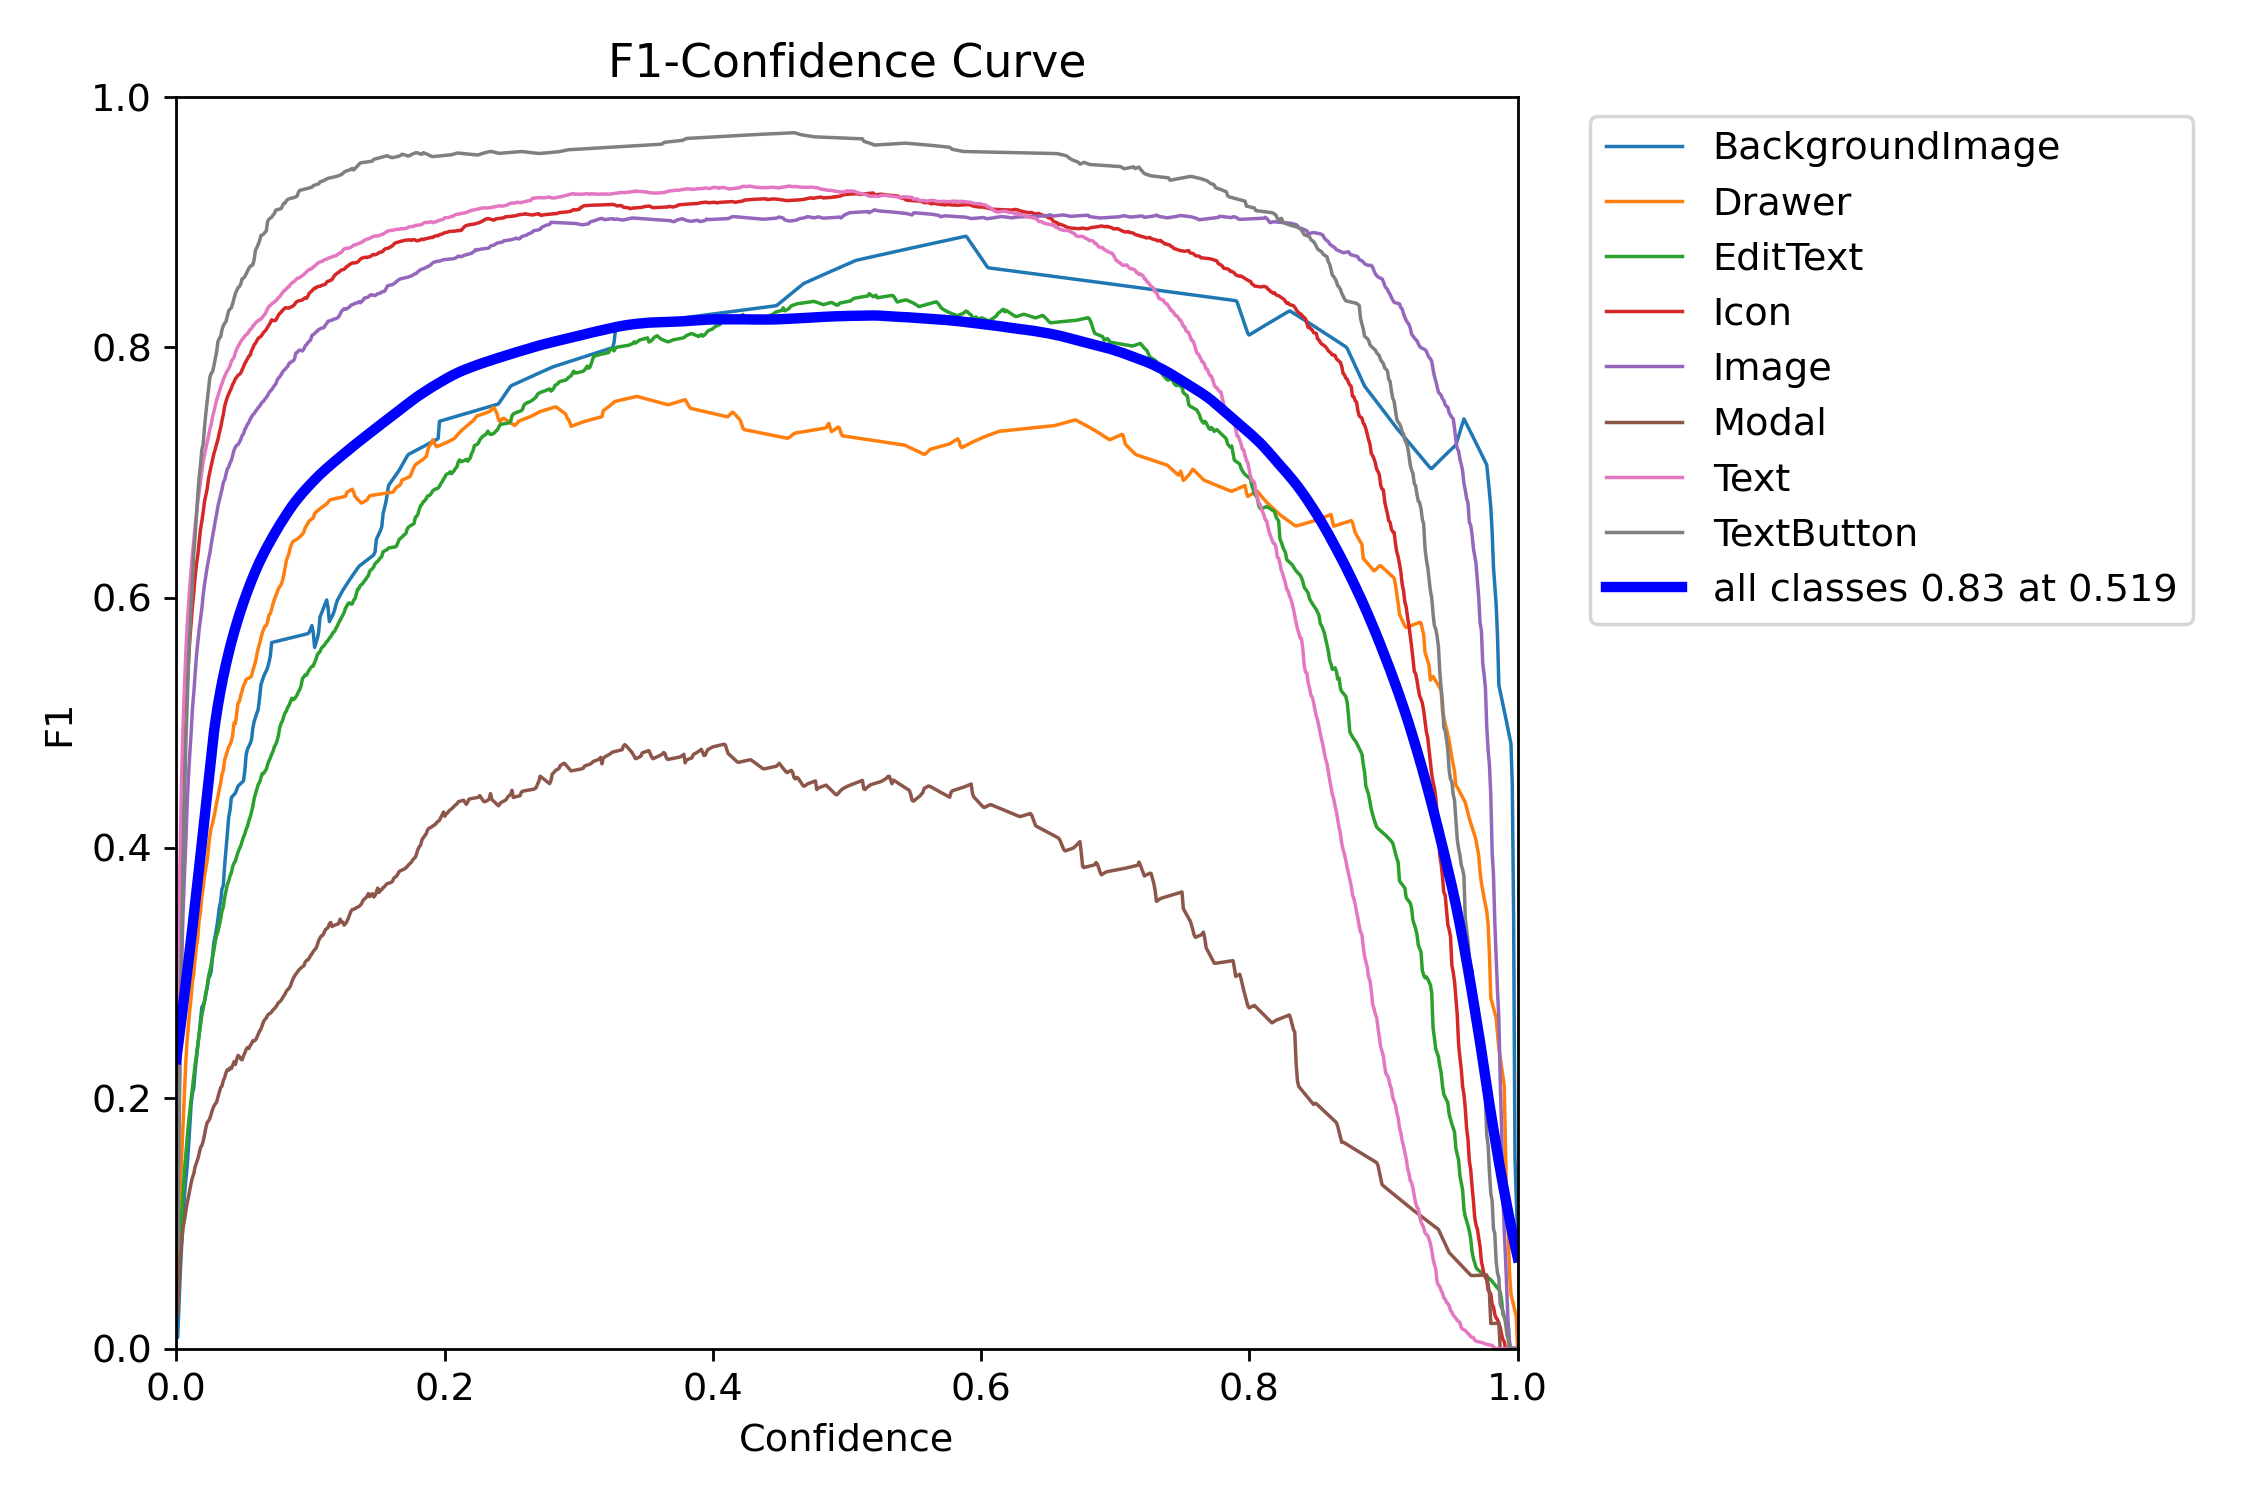 F1-Confidence Curve
1.0
0.8
0.6
0.4
0.2
0.0
F1
0.0 0.2 0.4 0.6 0.8 1.0
Confidence
BackgroundImage
Drawer
EditText
Icon
Image
Modal
Text
TextButton
all classes 0.83 at 0.519